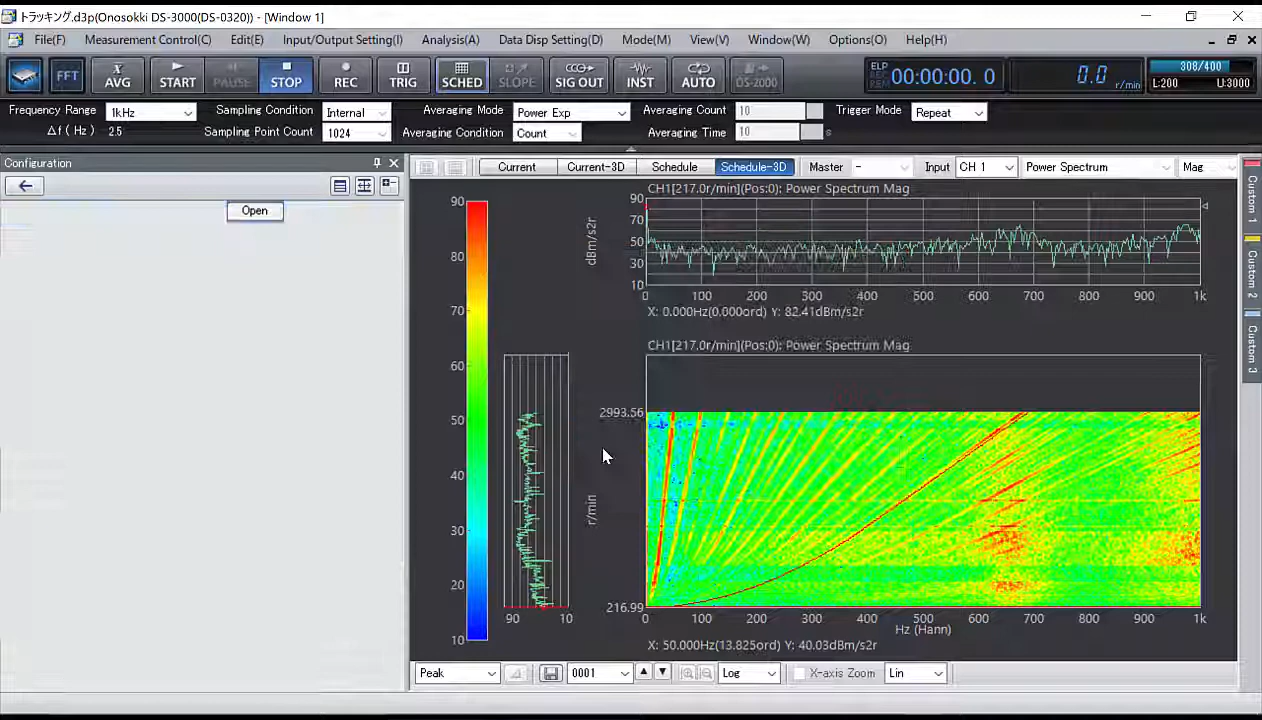 トラッキング.d3p(Onosokki DS-3000(DS-0320)) - [Window 1]
File(F) Measurement Control(C) Edit(E) Input/Output Setting(I) Analysis(A) Data Disp Setting(D) Mode(M) View(V) Window(W) Options(O) Help(H)
FFT X AVG START PAUSE STOP REC TRIG SCHED SLOPE SIG OUT INST AUTO DS-2000 ELP REC REM 00:00:00. 0 0.0 r/min 308/400 L:200 U:3000
Frequency Range 1kHz Sampling Condition Internal Averaging Mode Power Exp Averaging Count 10 Trigger Mode Repeat
Δf ( Hz ) 2.5 Sampling Point Count 1024 Averaging Condition Count Averaging Time 10 s
Configuration
Current Current-3D Schedule Schedule-3D Master - Input CH 1 Power Spectrum Mag
Open
Custom 1
Custom 2
Custom 3
CH1[217.0r/min](Pos:0): Power Spectrum Mag
90
70
50
30
10
dBm/s2r
0 100 200 300 400 500 600 700 800 900 1k
X: 0.000Hz(0.000ord) Y: 82.41dBm/s2r
90
80
70
60
50
40
30
20
10
90 10
CH1[217.0r/min](Pos:0): Power Spectrum Mag
2993.56
r/min
216.99
0 100 200 300 400 500 600 700 800 900 1k
Hz (Hann)
X: 50.000Hz(13.825ord) Y: 40.03dBm/s2r
Peak 0001 Log X-axis Zoom Lin